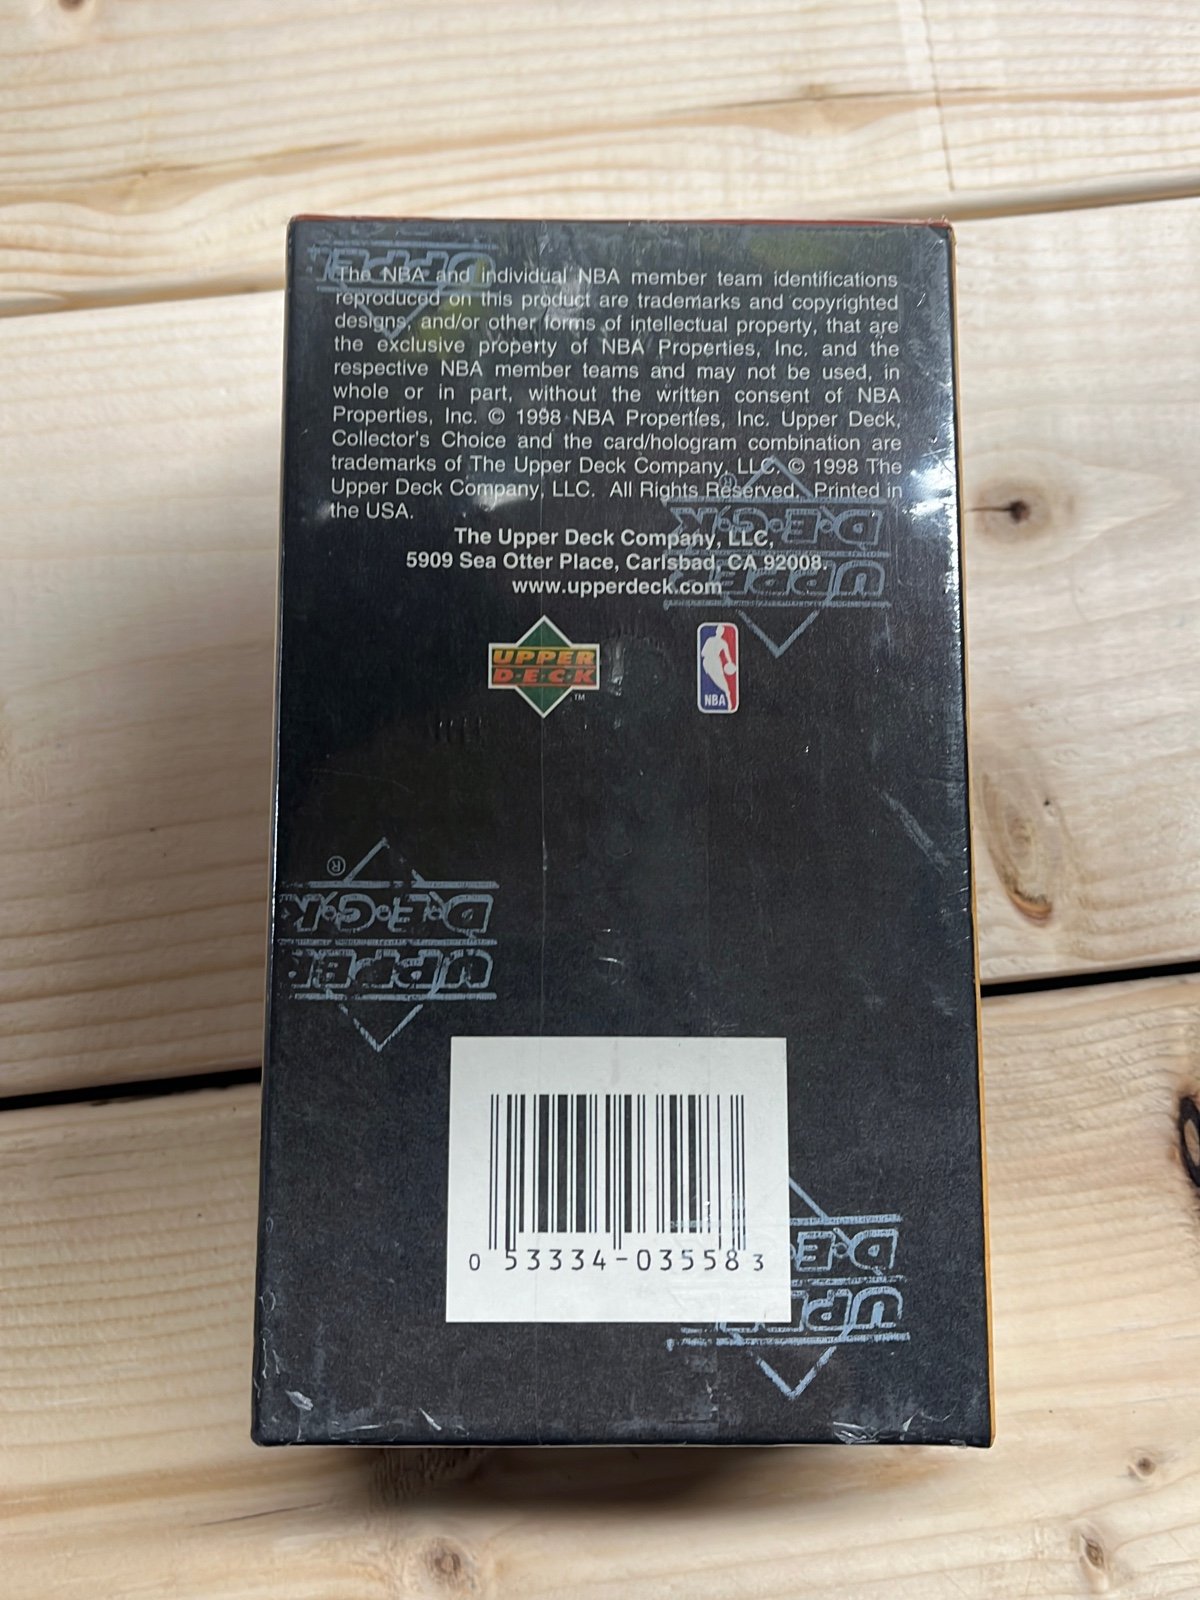 The NBA and individual NBA member team identifications
reproduced on this product are trademarks and copyrighted
designs, and/or other forms of intellectual property, that are
the exclusive property of NBA Properties, Inc. and the
respective NBA member teams and may not be used, in
whole or in part, without the written consent of NBA
Properties, Inc. © 1998 NBA Properties, Inc. Upper Deck,
Collector's Choice and the card/hologram combination are
trademarks of The Upper Deck Company, LLC. © 1998 The
Upper Deck Company, LLC. All Rights Reserved. Printed in
the USA.
The Upper Deck Company, LLC,
5909 Sea Otter Place, Carlsbad, CA 92008.
www.upperdeck.com
UPPER
D·E·C·K
™
NBA
®
D·E·C·K
UPPER
®
D·E·C·K
UPPER
0 53334-03558 3